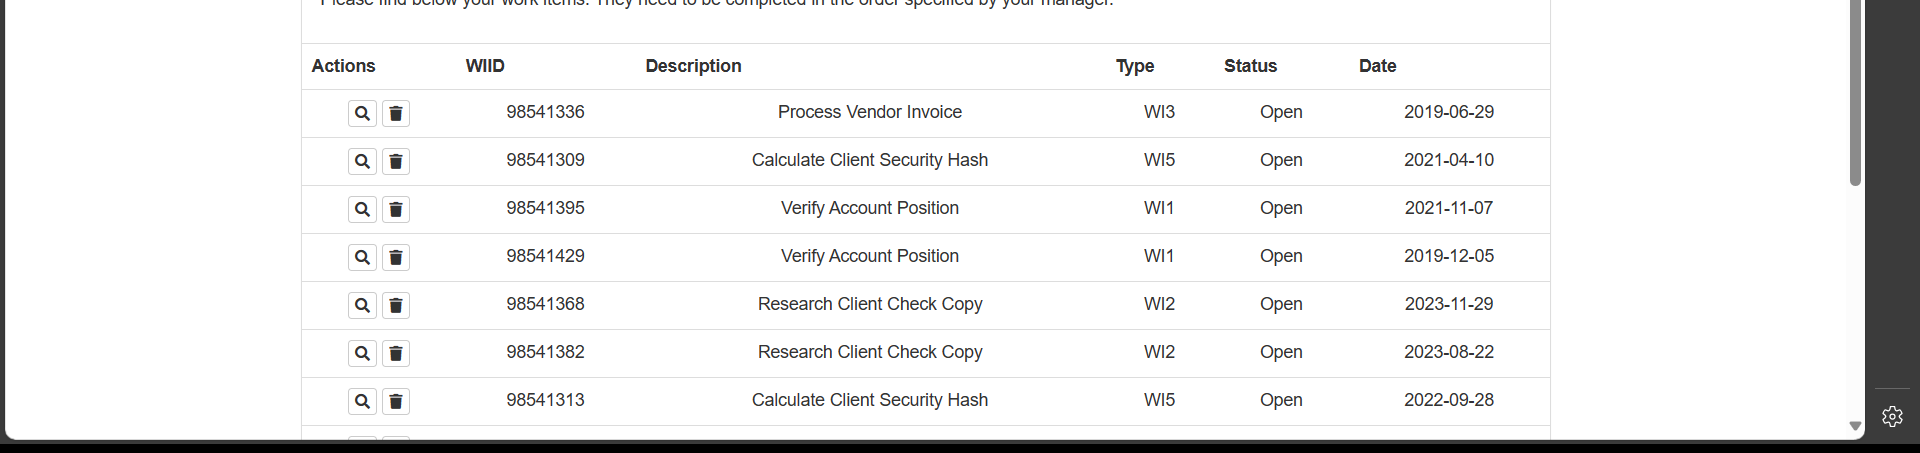 Please find below your work items. They need to be completed in the order specified by your manager.
Actions WIID Description Type Status Date
98541336 Process Vendor Invoice WI3 Open 2019-06-29
98541309 Calculate Client Security Hash WI5 Open 2021-04-10
98541395 Verify Account Position WI1 Open 2021-11-07
98541429 Verify Account Position WI1 Open 2019-12-05
98541368 Research Client Check Copy WI2 Open 2023-11-29
98541382 Research Client Check Copy WI2 Open 2023-08-22
98541313 Calculate Client Security Hash WI5 Open 2022-09-28